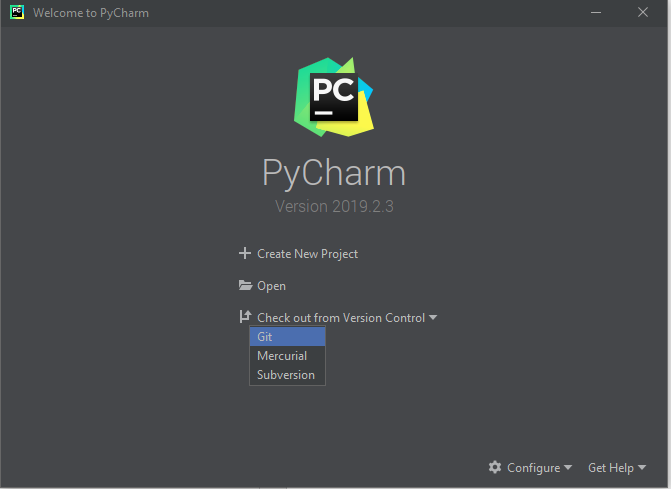 Welcome to PyCharm
PC
PyCharm
Version 2019.2.3
Create New Project
Open
Check out from Version Control
Git
Mercurial
Subversion
Configure
Get Help